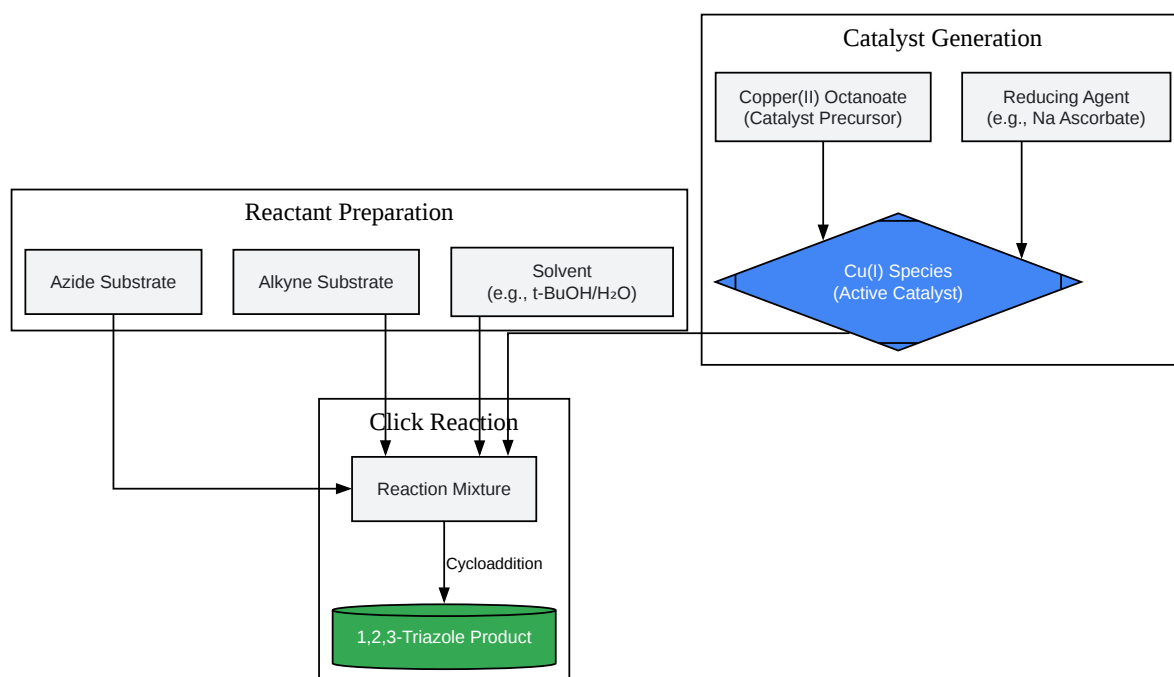 Catalyst Generation
Copper(II) Octanoate
(Catalyst Precursor)
Reducing Agent
(e.g., Na Ascorbate)
Reactant Preparation
Azide Substrate
Alkyne Substrate
Solvent
(e.g., t-BuOH/H₂O)
Cu(I) Species
(Active Catalyst)
Click Reaction
Reaction Mixture
Cycloaddition
1,2,3-Triazole Product